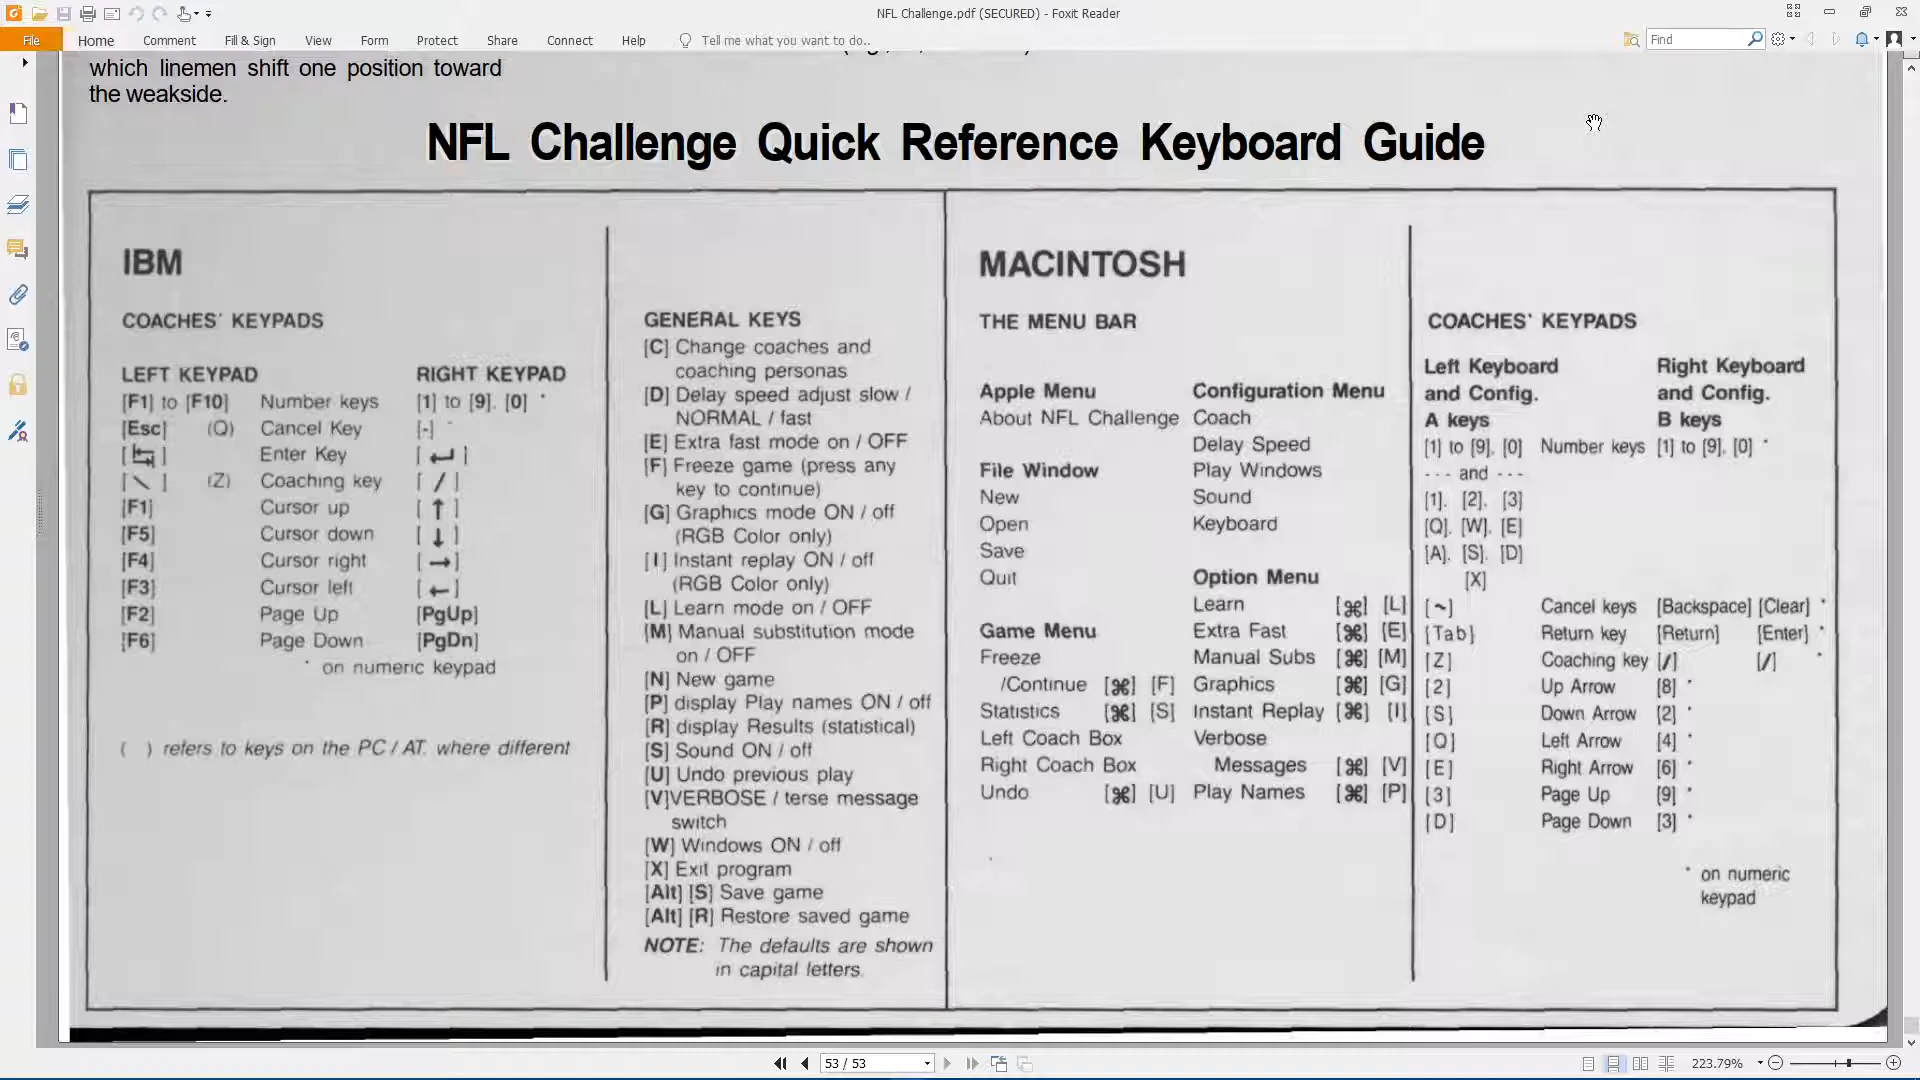 NFL Challenge.pdf (SECURED) - Foxit Reader
File Home Comment Fill & Sign View Form Protect Share Connect Help Tell me what you want to do.. Find
which linemen shift one position toward
the weakside.
NFL Challenge Quick Reference Keyboard Guide
IBM
COACHES' KEYPADS
LEFT KEYPAD RIGHT KEYPAD
[F1] to [F10] Number keys [1] to [9]. [0] *
[Esc] (Q) Cancel Key [-] *
[↹] Enter Key [↵]
[\] (Z) Coaching key [/]
[F1] Cursor up [↑]
[F5] Cursor down [↓]
[F4] Cursor right [→]
[F3] Cursor left [←]
[F2] Page Up [PgUp]
[F6] Page Down [PgDn]
* on numeric keypad
( ) refers to keys on the PC / AT. where different
GENERAL KEYS
[C] Change coaches and
coaching personas
[D] Delay speed adjust slow /
NORMAL / fast
[E] Extra fast mode on / OFF
[F] Freeze game (press any
key to continue)
[G] Graphics mode ON / off
(RGB Color only)
[I] Instant replay ON / off
(RGB Color only)
[L] Learn mode on / OFF
[M] Manual substitution mode
on / OFF
[N] New game
[P] display Play names ON / off
[R] display Results (statistical)
[S] Sound ON / off
[U] Undo previous play
[V]VERBOSE / terse message
switch
[W] Windows ON / off
[X] Exit program
[Alt] [S] Save game
[Alt] [R] Restore saved game
NOTE: The defaults are shown
in capital letters.
MACINTOSH
THE MENU BAR
Apple Menu
About NFL Challenge
File Window
New
Open
Save
Quit
Game Menu
Freeze
/Continue [⌘] [F]
Statistics [⌘] [S]
Left Coach Box
Right Coach Box
Undo [⌘] [U]
Configuration Menu
Coach
Delay Speed
Play Windows
Sound
Keyboard
Option Menu
Learn [⌘] [L]
Extra Fast [⌘] [E]
Manual Subs [⌘] [M]
Graphics [⌘] [G]
Instant Replay [⌘] [I]
Verbose
Messages [⌘] [V]
Play Names [⌘] [P]
COACHES' KEYPADS
Left Keyboard Right Keyboard
and Config. and Config.
A keys B keys
[1] to [9]. [0] Number keys [1] to [9]. [0] *
- - - and - - -
[1]. [2]. [3]
[Q]. [W]. [E]
[A]. [S]. [D]
[X]
[~] Cancel keys [Backspace] [Clear] *
[Tab] Return key [Return] [Enter] *
[Z] Coaching key [/] [/] *
[2] Up Arrow [8] *
[S] Down Arrow [2] *
[Q] Left Arrow [4] *
[E] Right Arrow [6] *
[3] Page Up [9] *
[D] Page Down [3] *
* on numeric
keypad
53 / 53 223.79%